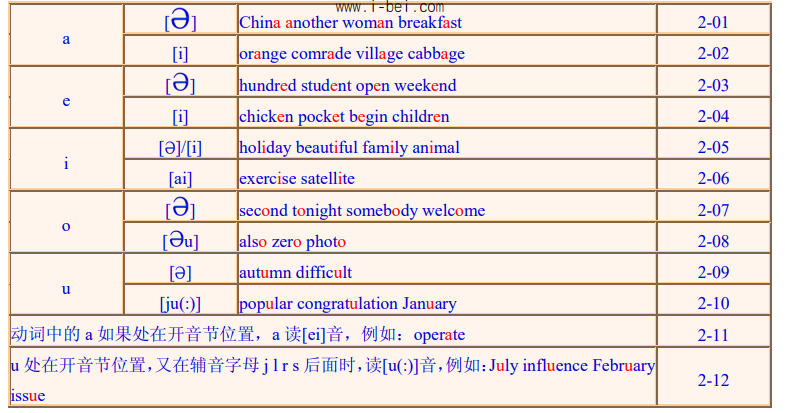 www.i-bei.com
a [Ə] China another woman breakfast 2-01
[i] orange comrade village cabbage 2-02
e [Ə] hundred student open weekend 2-03
[i] chicken pocket begin children 2-04
i [Ə]/[i] holiday beautiful family animal 2-05
[ai] exercise satellite 2-06
o [Ə] second tonight somebody welcome 2-07
[Əu] also zero photo 2-08
u [ə] autumn difficult 2-09
[ju(:)] popular congratulation January 2-10
动词中的 a 如果处在开音节位置，a 读[ei]音，例如：operate 2-11
u 处在开音节位置，又在辅音字母 j l r s 后面时，读[u(:)]音，例如：July influence February
issue 2-12